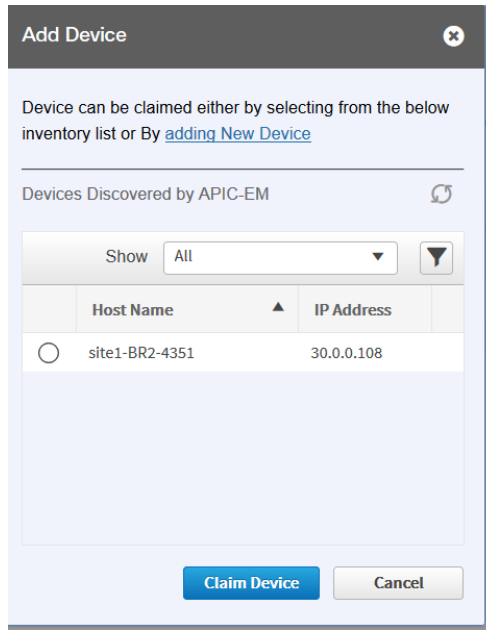 Add Device
Device can be claimed either by selecting from the below
inventory list or By adding New Device
Devices Discovered by APIC-EM
Show All
Host Name IP Address
site1-BR2-4351 30.0.0.108
Claim Device Cancel